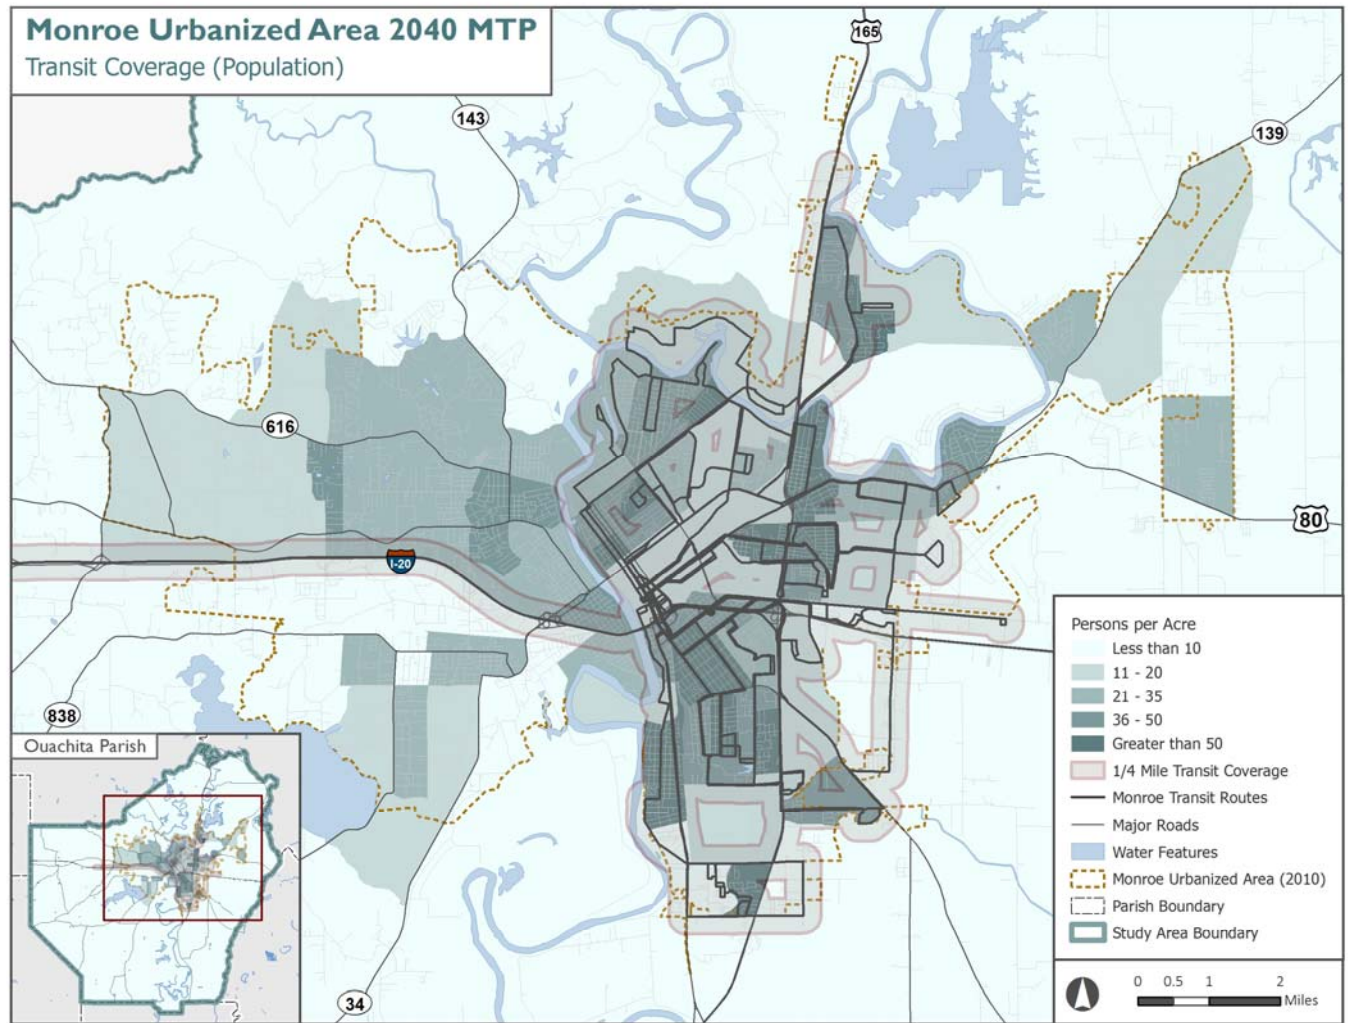 Monroe Urbanized Area 2040 MTP
Transit Coverage (Population)
165
143
139
616
80
I-20
838
34
Ouachita Parish
Persons per Acre
Less than 10
11 - 20
21 - 35
36 - 50
Greater than 50
1/4 Mile Transit Coverage
Monroe Transit Routes
Major Roads
Water Features
Monroe Urbanized Area (2010)
Parish Boundary
Study Area Boundary
0 0.5 1 2
Miles